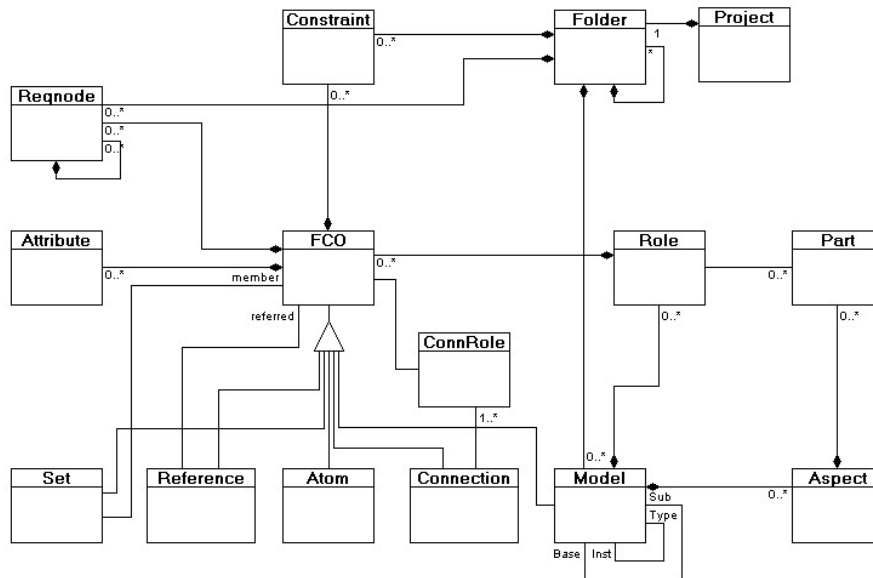 Constraint
Folder
Project
0..*
1
*
Reqnode
0..*
0..*
0..*
0..*
Attribute
FCO
Role
Part
0..*
0..*
0..*
member
referred
0..*
0..*
ConnRole
1..*
0..*
Set
Reference
Atom
Connection
Model
Aspect
Sub
0..*
Type
Base
Inst